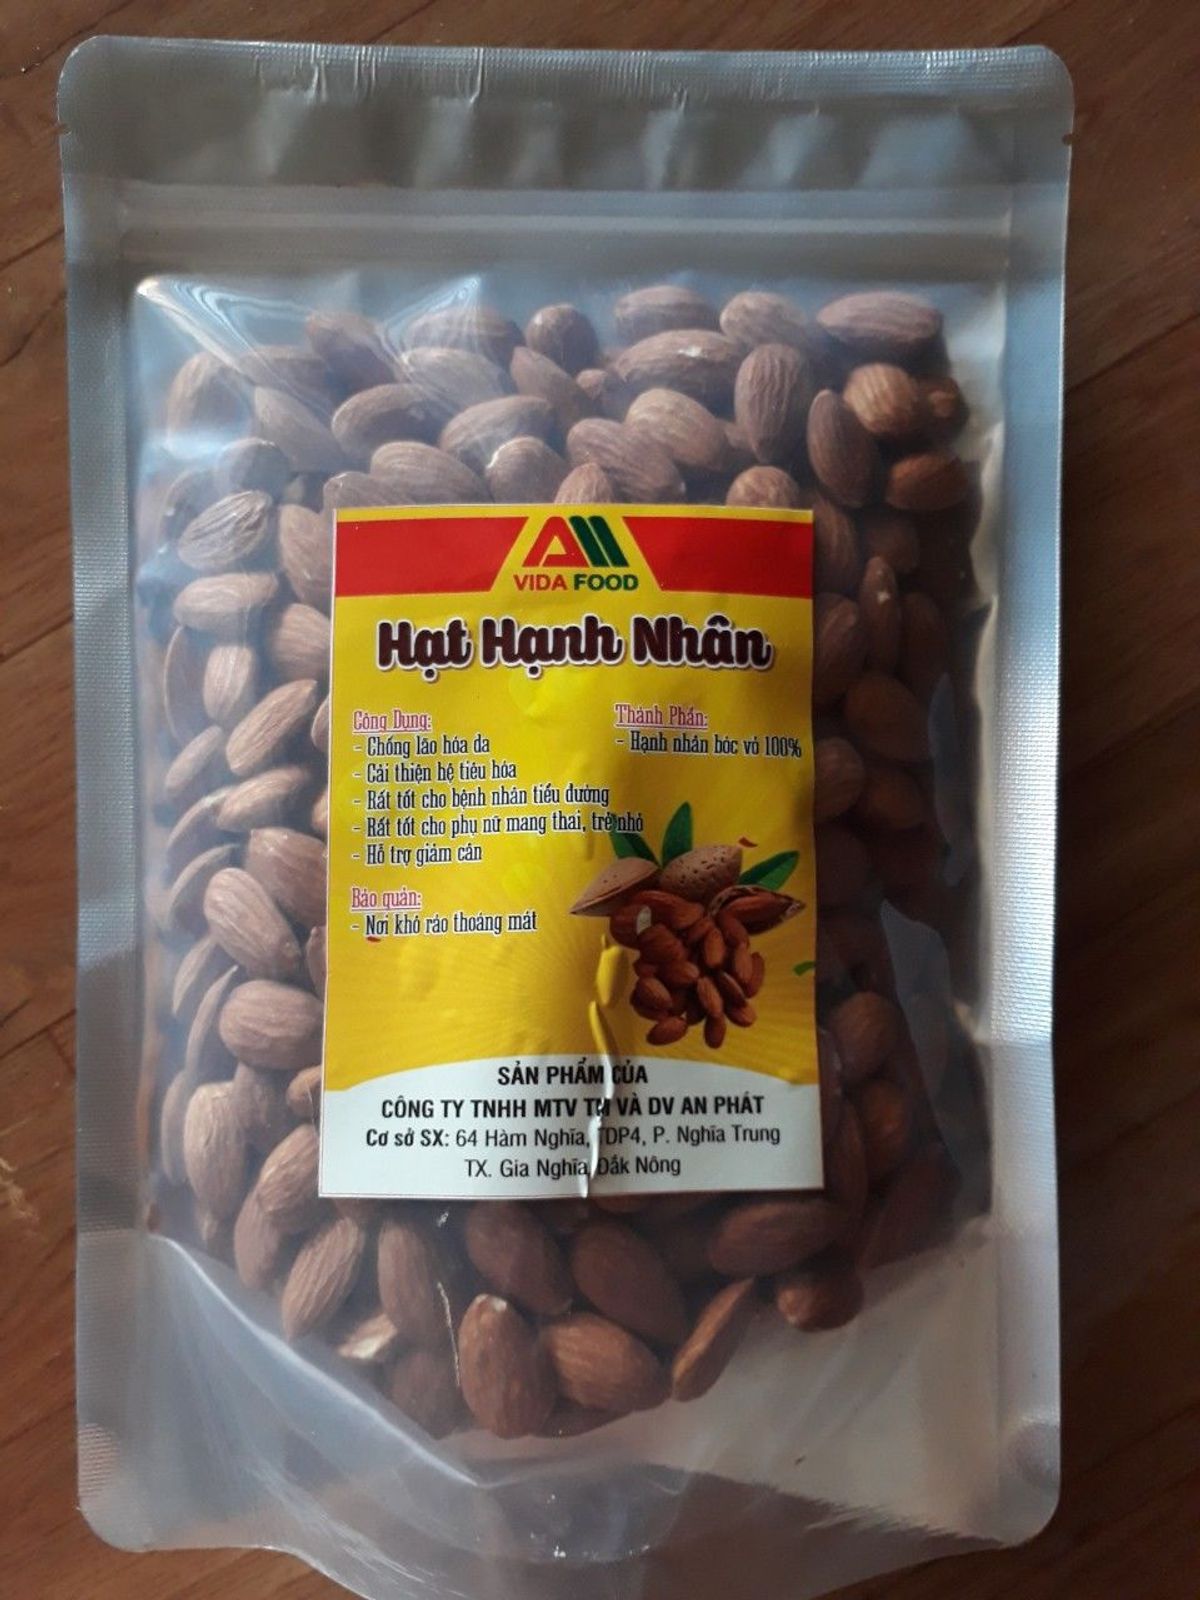 VIDA FOOD
Hạt Hạnh Nhân
Công Dụng:
- Chống lão hóa da
- Cải thiện hệ tiêu hóa
- Rất tốt cho bệnh nhân tiểu đường
- Rất tốt cho phụ nữ mang thai, trẻ nhỏ
- Hỗ trợ giảm cân
Thành Phần:
- Hạnh nhân bóc vỏ 100%
Bảo quản:
- Nơi khô ráo thoáng mát
SẢN PHẨM CỦA
CÔNG TY TNHH MTV TM VÀ DV AN PHÁT
Cơ sở SX: 64 Hàm Nghĩa, TDP4, P. Nghĩa Trung
TX. Gia Nghĩa, Đắk Nông